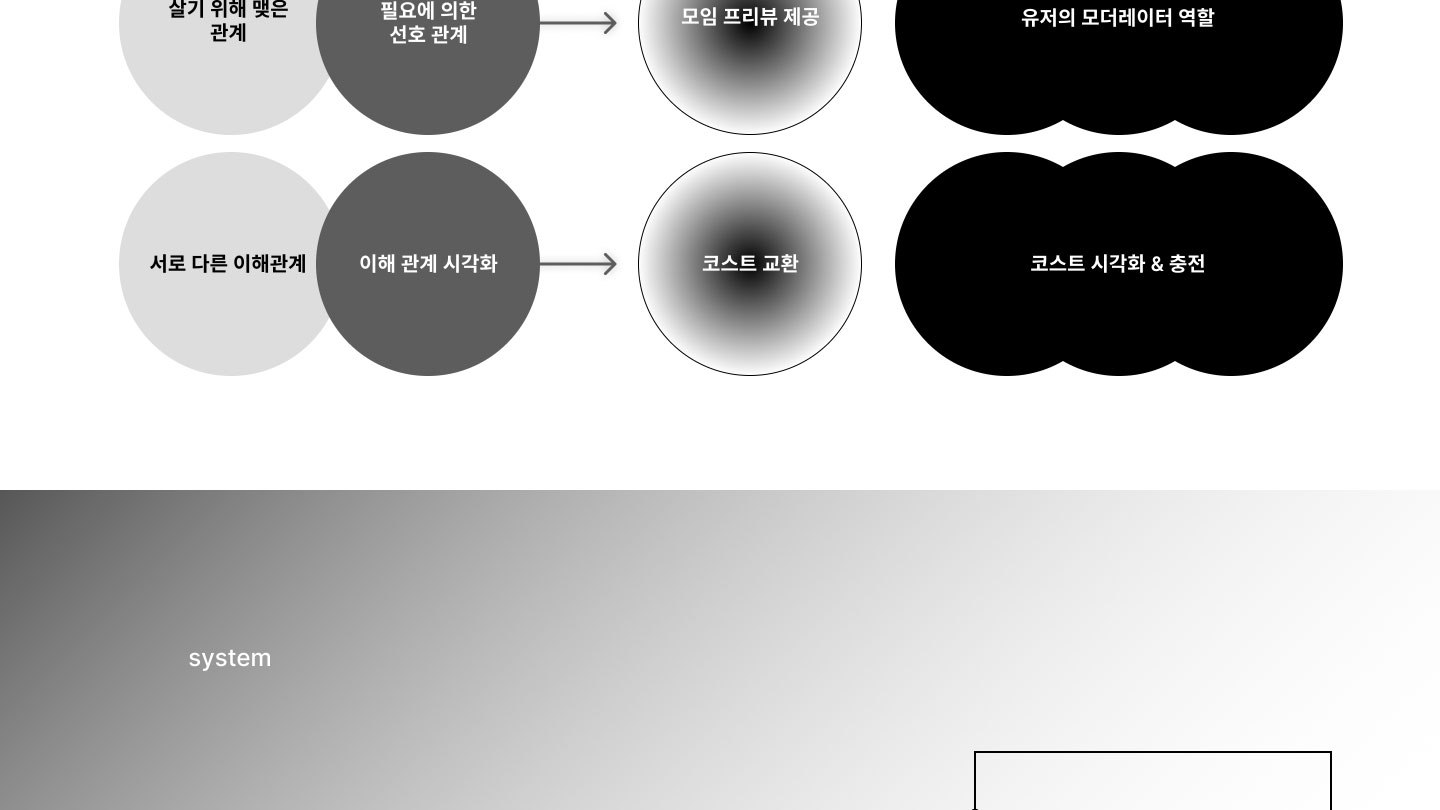 살기 위해 맺은
관계
필요에 의한
선호 관계
모임 프리뷰 제공
유저의 모더레이터 역할
서로 다른 이해관계
이해 관계 시각화
코스트 교환
코스트 시각화 & 충전
system